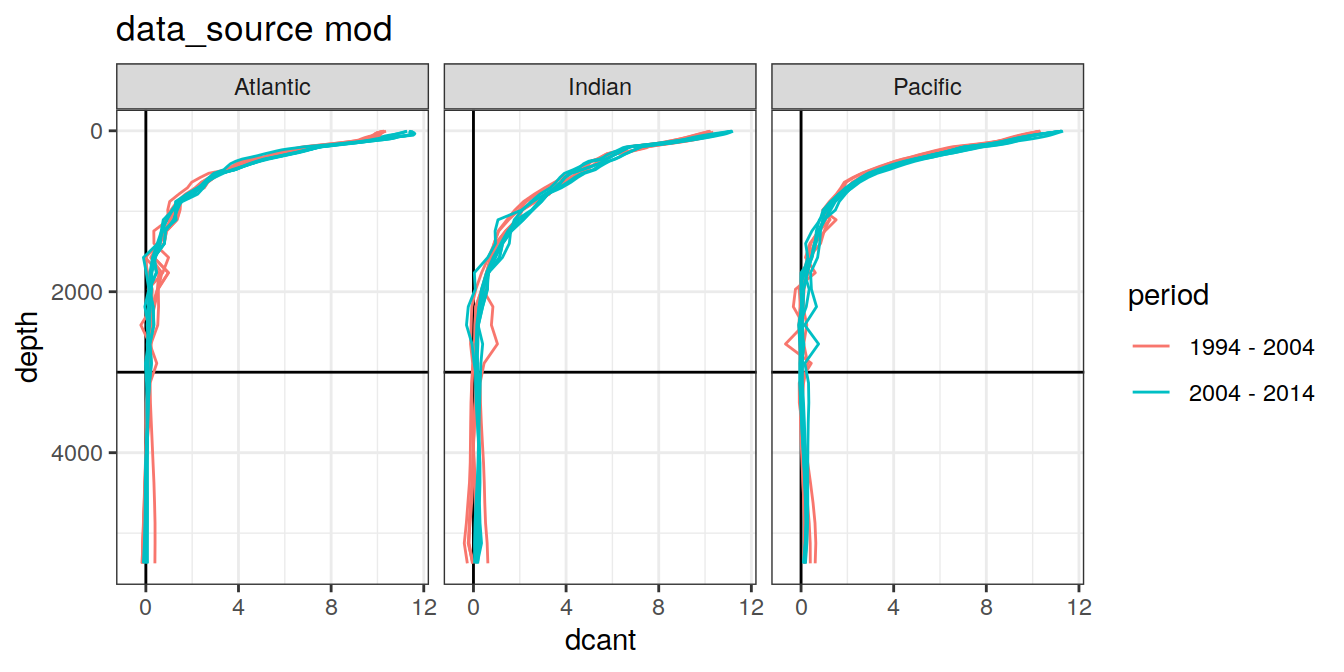 data_source mod
Atlantic
Indian
Pacific
0
2000
4000
depth
0 4 8 12
0 4 8 12
0 4 8 12
dcant
period
1994 - 2004
2004 - 2014